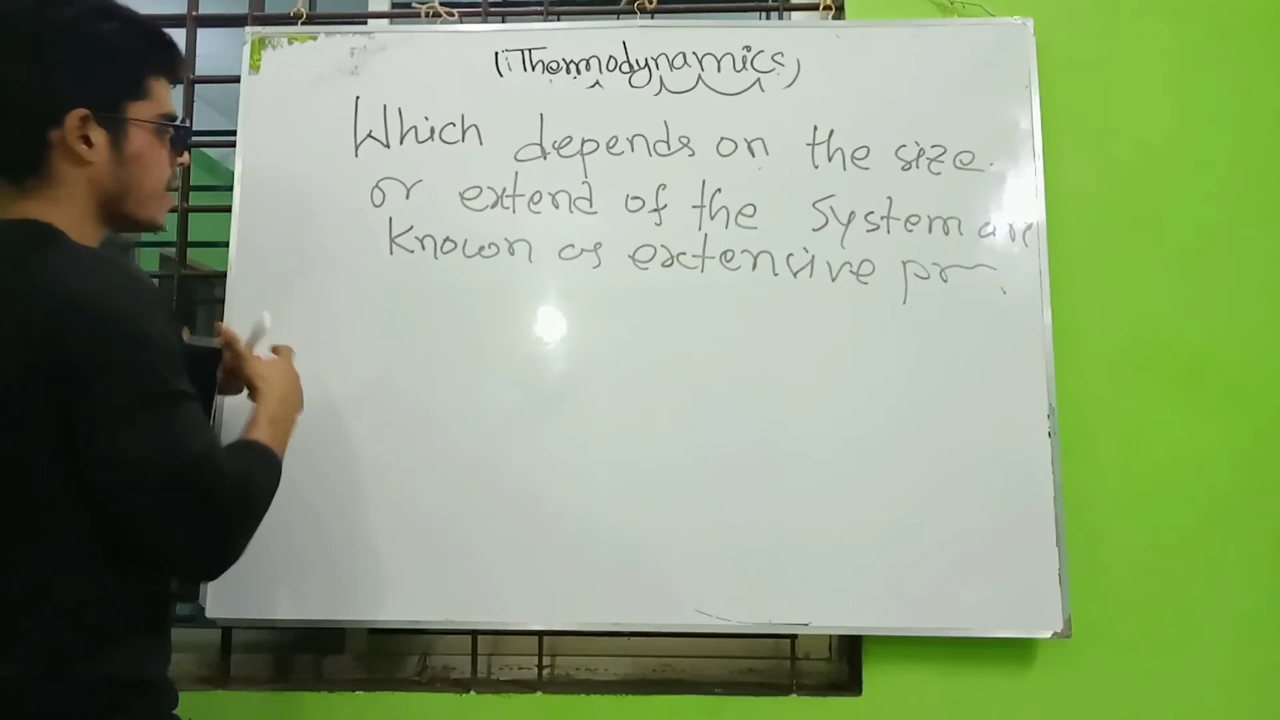 (Thermodynamics)
Which depends on the size.
or extend of the system are
known as extensive pr